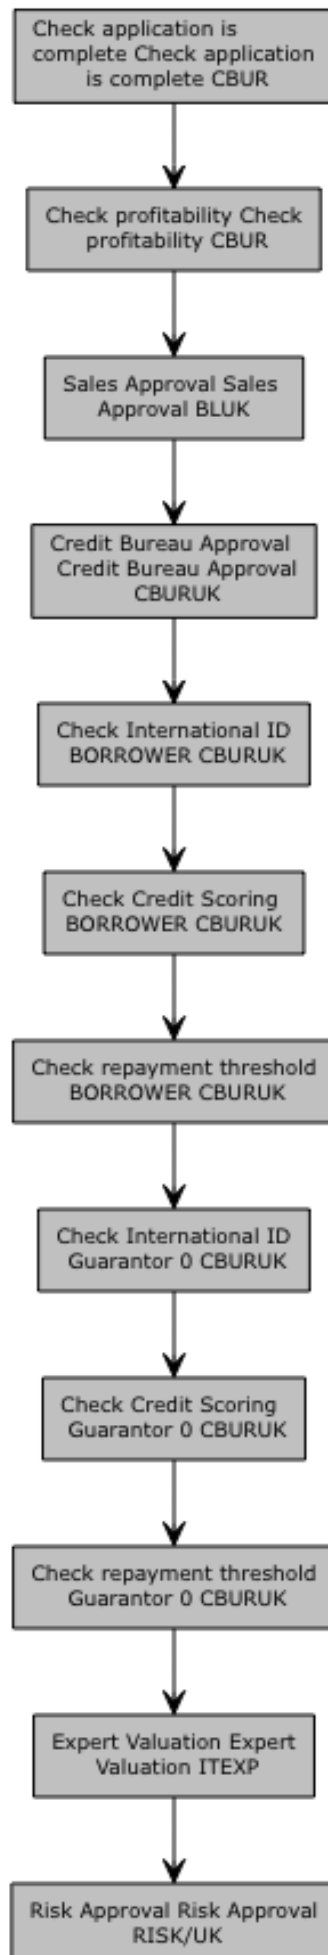 Check application is
complete Check application
is complete CBUR
Check profitability Check
profitability CBUR
Sales Approval Sales
Approval BLUK
Credit Bureau Approval
Credit Bureau Approval
CBURUK
Check International ID
BORROWER CBURUK
Check Credit Scoring
BORROWER CBURUK
Check repayment threshold
BORROWER CBURUK
Check International ID
Guarantor 0 CBURUK
Check Credit Scoring
Guarantor 0 CBURUK
Check repayment threshold
Guarantor 0 CBURUK
Expert Valuation Expert
Valuation ITEXP
Risk Approval Risk Approval
RISK/UK